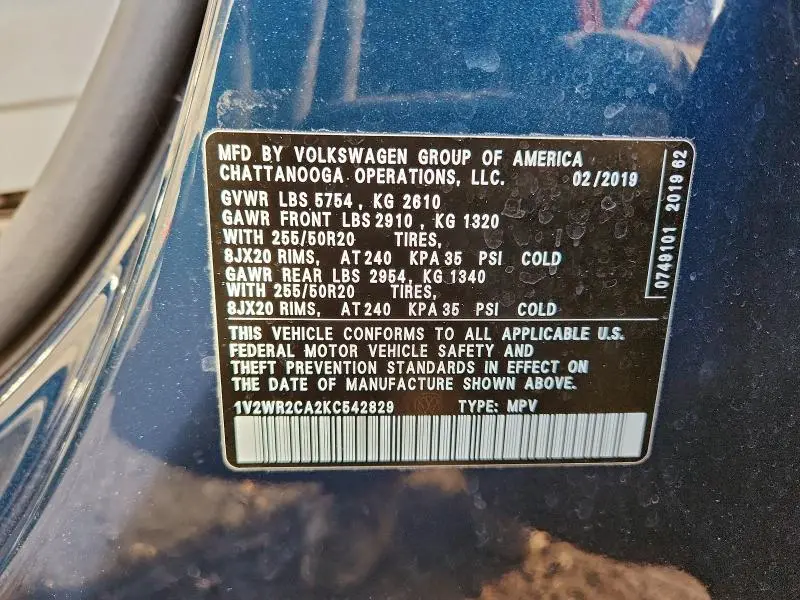 MFD BY VOLKSWAGEN GROUP OF AMERICA
CHATTANOOGA OPERATIONS, LLC. 02/2019
GVWR LBS 5754, KG 2610
GAWR FRONT LBS 2910, KG 1320
WITH 255/50R20 TIRES,
8JX20 RIMS, AT 240 KPA 35 PSI COLD
GAWR REAR LBS 2954, KG 1340
WITH 255/50R20 TIRES,
8JX20 RIMS, AT 240 KPA 35 PSI COLD
THIS VEHICLE CONFORMS TO ALL APPLICABLE U.S.
FEDERAL MOTOR VEHICLE SAFETY AND
THEFT PREVENTION STANDARDS IN EFFECT ON
THE DATE OF MANUFACTURE SHOWN ABOVE.
1V2WR2CA2KC542829 TYPE: MPV
0749101 2019 62